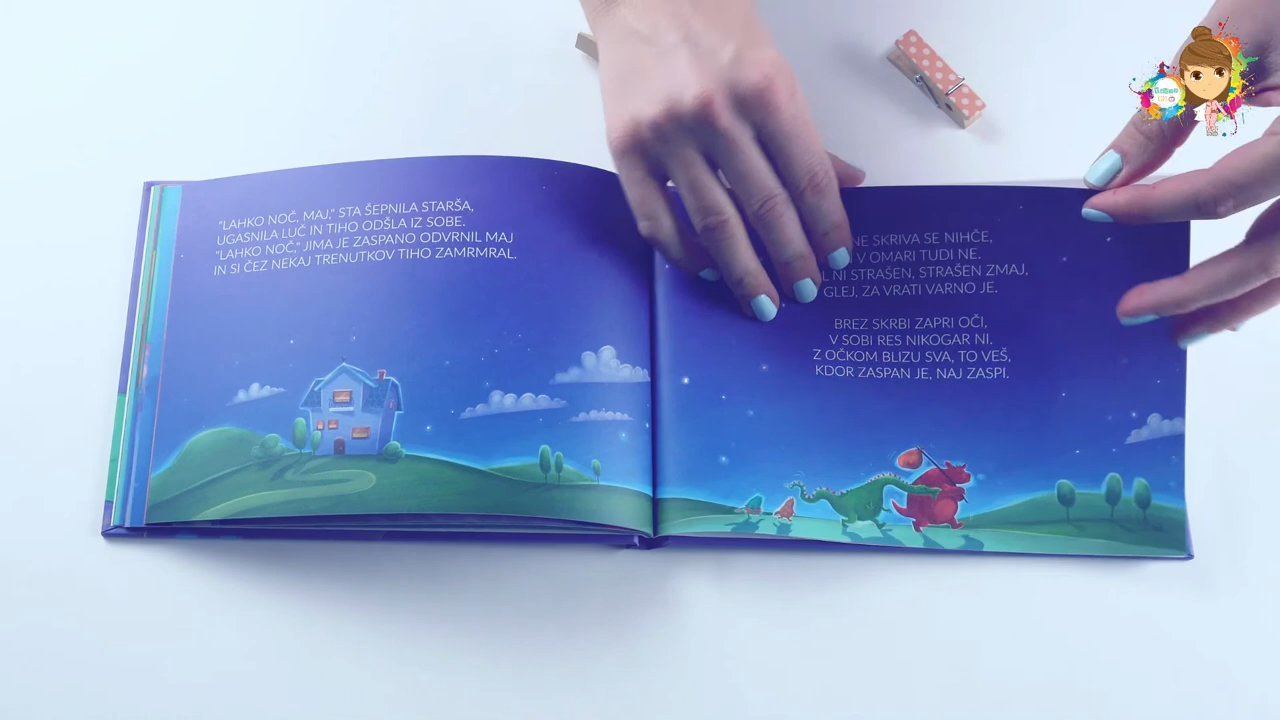 "LAHKO NOČ, MAJ," STA ŠEPNILA STARŠA,
UGASNILA LUČ IN TIHO ODŠLA IZ SOBE.
"LAHKO NOČ," JIMA JE ZASPANO ODVRNIL MAJ
IN SI ČEZ NEKAJ TRENUTKOV TIHO ZAMRMRAL.
NE SKRIVA SE NIHČE,
V OMARI TUDI NE.
NI STRAŠEN, STRAŠEN ZMAJ,
GLEJ, ZA VRATI VARNO JE.
BREZ SKRBI ZAPRI OČI,
V SOBI RES NIKOGAR NI.
Z OČKOM BLIZU SVA, TO VEŠ,
KDOR ZASPAN JE, NAJ ZASPI.